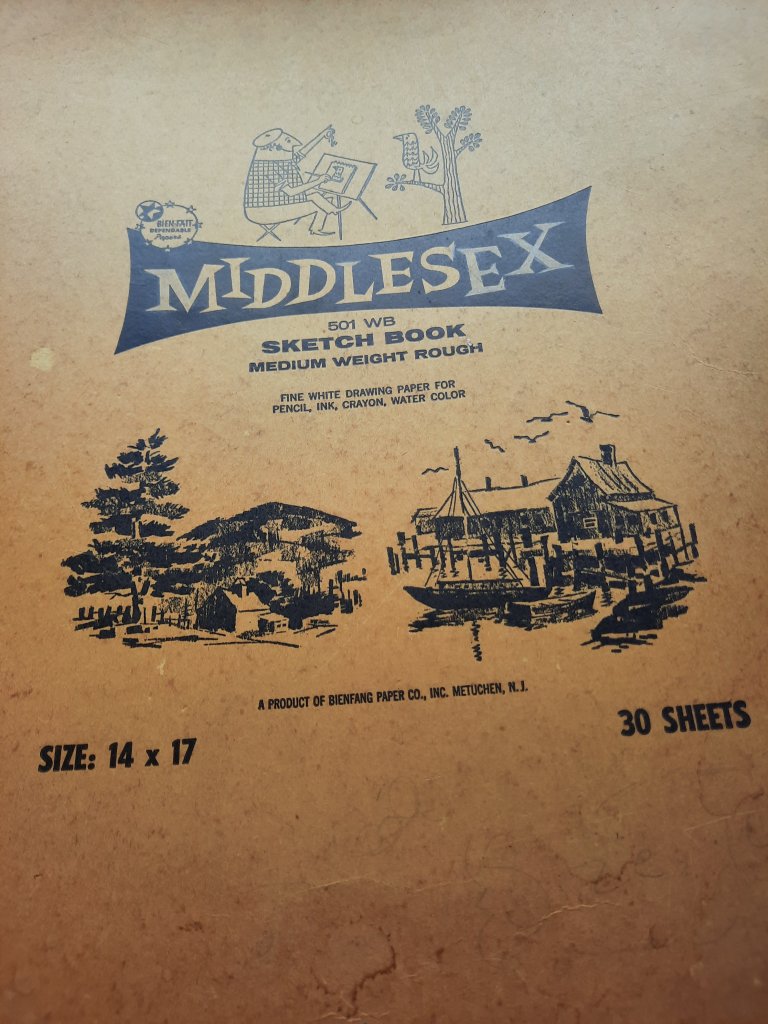 BIEN-FAIT
DEPENDABLE
Papers
MIDDLESEX
501 WB
SKETCH BOOK
MEDIUM WEIGHT ROUGH
FINE WHITE DRAWING PAPER FOR
PENCIL, INK, CRAYON, WATER COLOR
A PRODUCT OF BIENFANG PAPER CO., INC. METUCHEN, N.J.
30 SHEETS
SIZE: 14 x 17